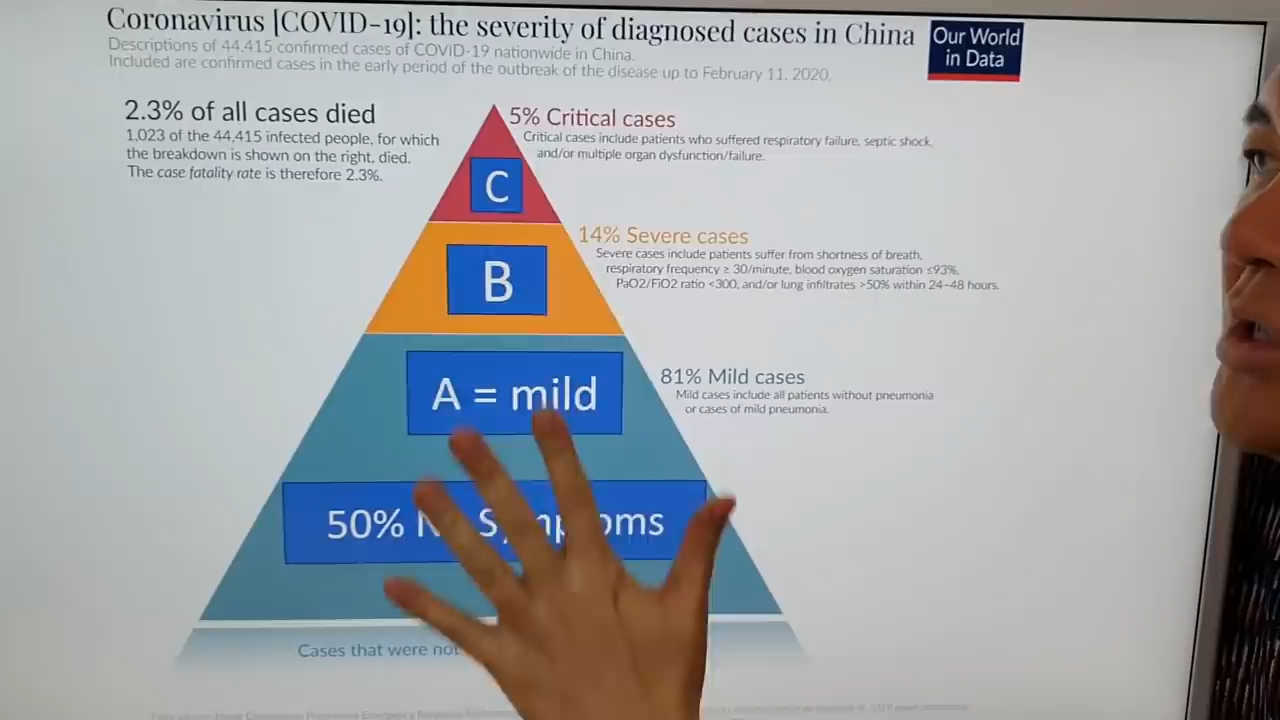 Coronavirus [COVID-19]: the severity of diagnosed cases in China
Our World
in Data
Descriptions of 44,415 confirmed cases of COVID-19 nationwide in China.
Included are confirmed cases in the early period of the outbreak of the disease up to February 11, 2020.
2.3% of all cases died
1,023 of the 44,415 infected people, for which
the breakdown is shown on the right, died.
The case fatality rate is therefore 2.3%.
5% Critical cases
Critical cases include patients who suffered respiratory failure, septic shock,
and/or multiple organ dysfunction/failure.
C
14% Severe cases
Severe cases include patients suffer from shortness of breath,
respiratory frequency ≥ 30/minute, blood oxygen saturation ≤93%,
PaO2/FiO2 ratio <300, and/or lung infiltrates >50% within 24–48 hours.
B
81% Mild cases
Mild cases include all patients without pneumonia
or cases of mild pneumonia.
A = mild
50%
Cases that were not